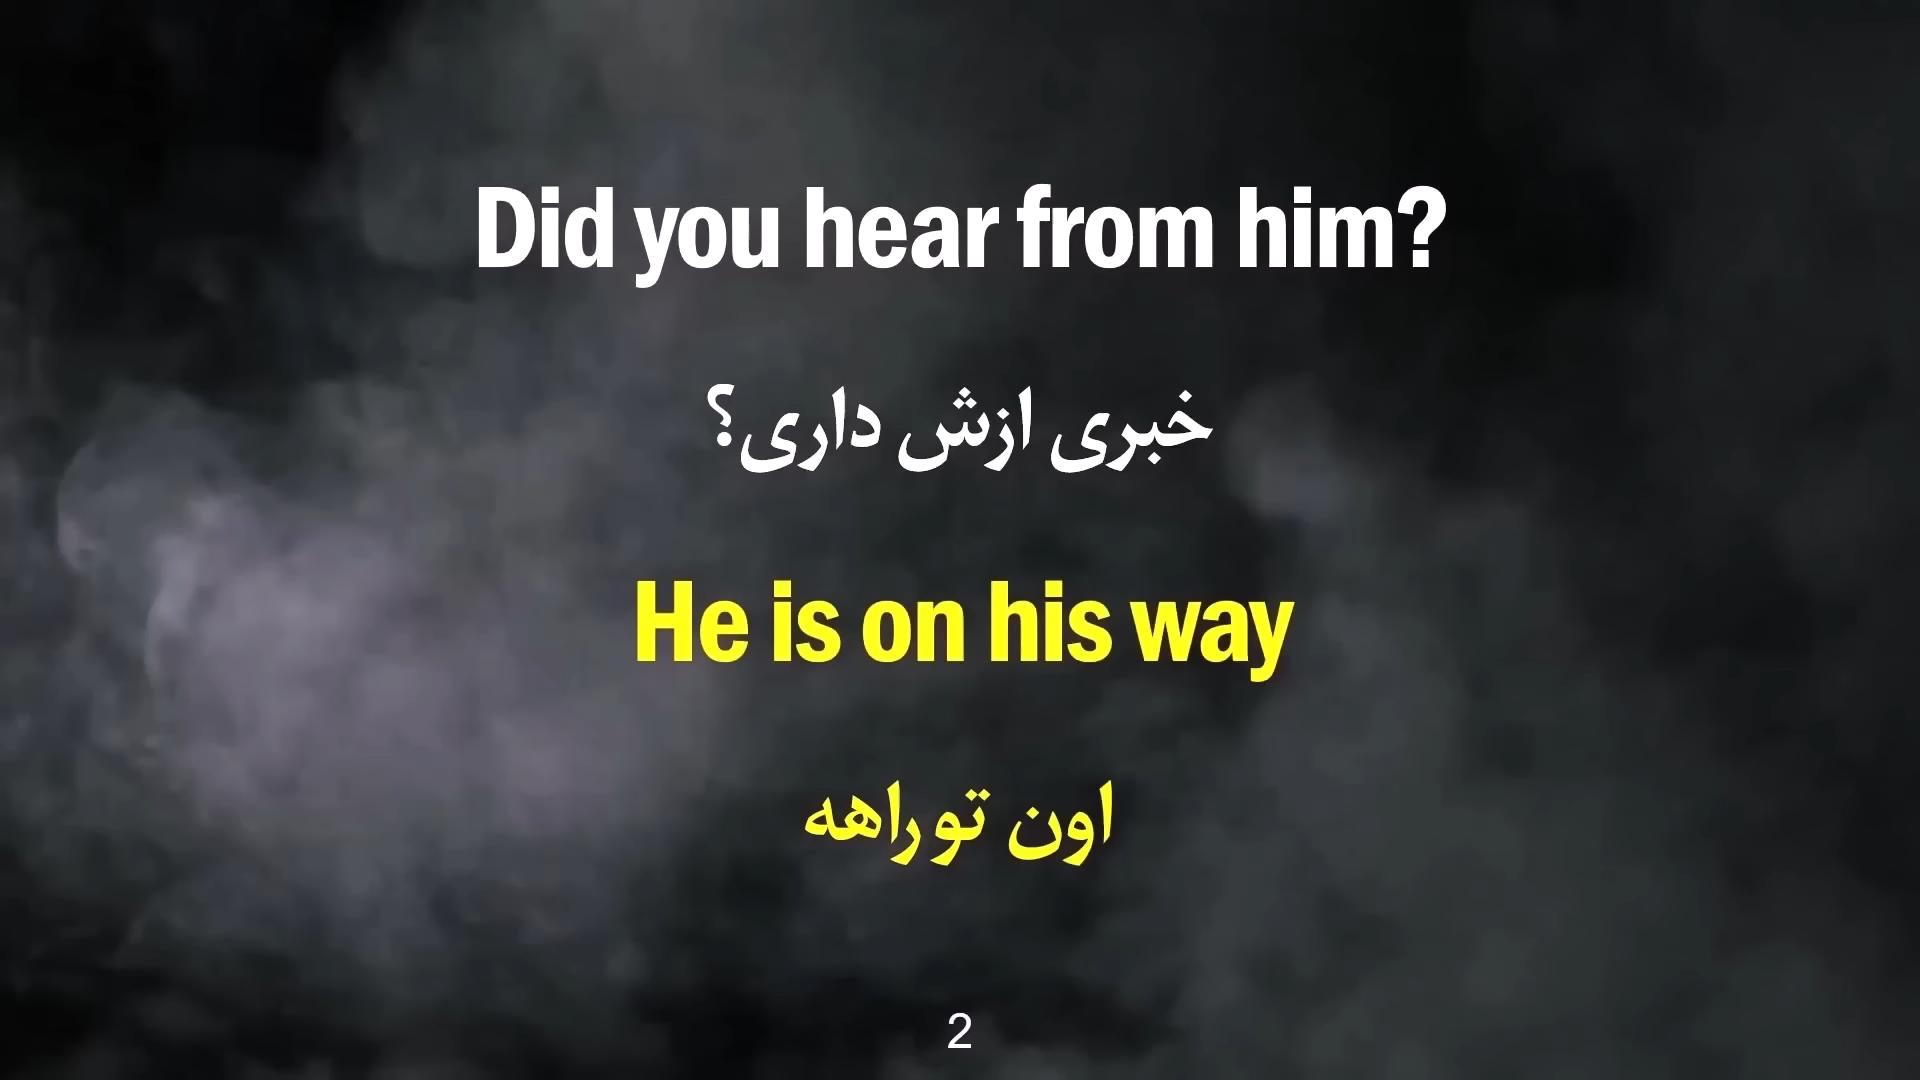 Did you hear from him?
خبری ازش داری؟
He is on his way
اون تو راهه
2